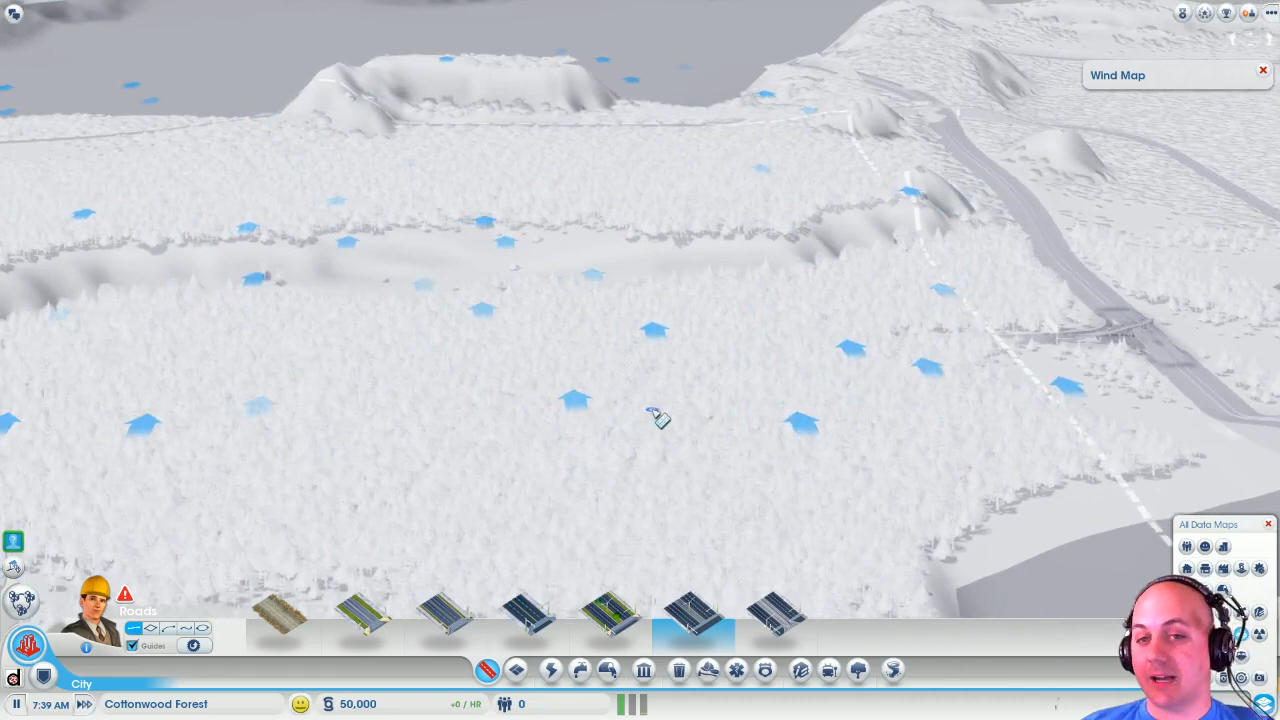 Wind Map
All Data Maps
Roads
Guides
City
7:39 AM
Cottonwood Forest
50,000
+0 / HR
0